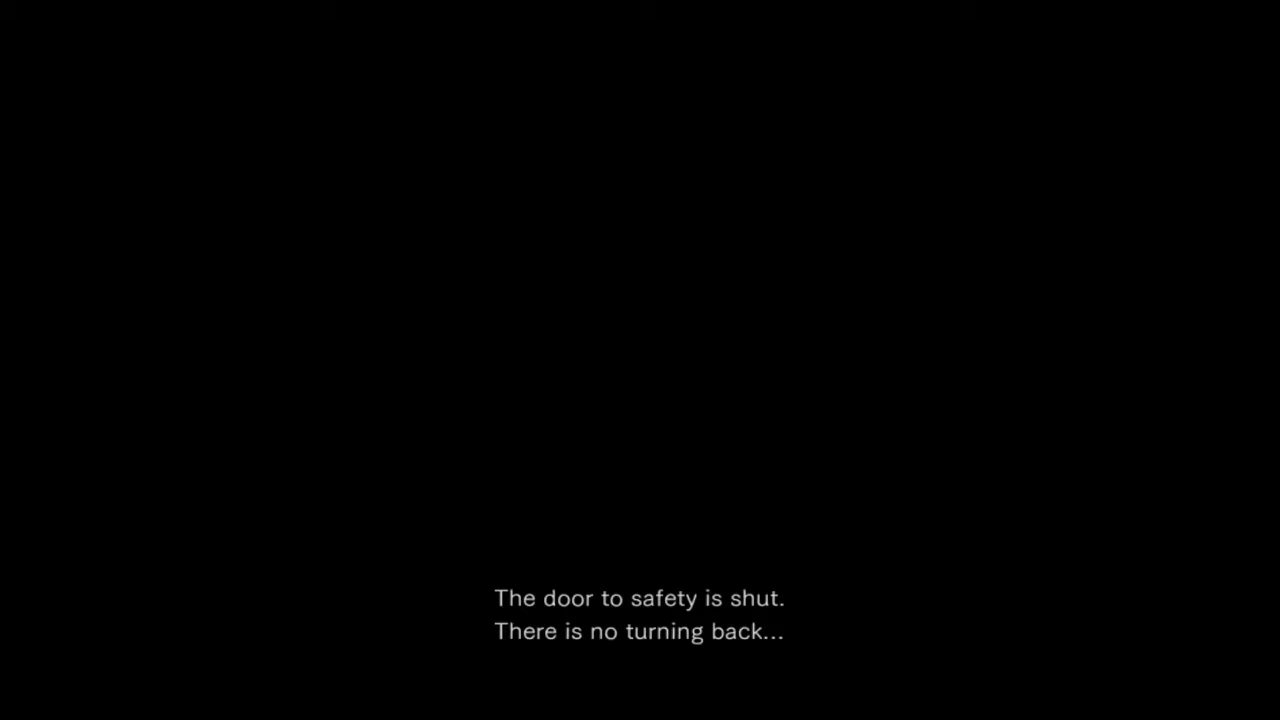 The door to safety is shut.
There is no turning back...